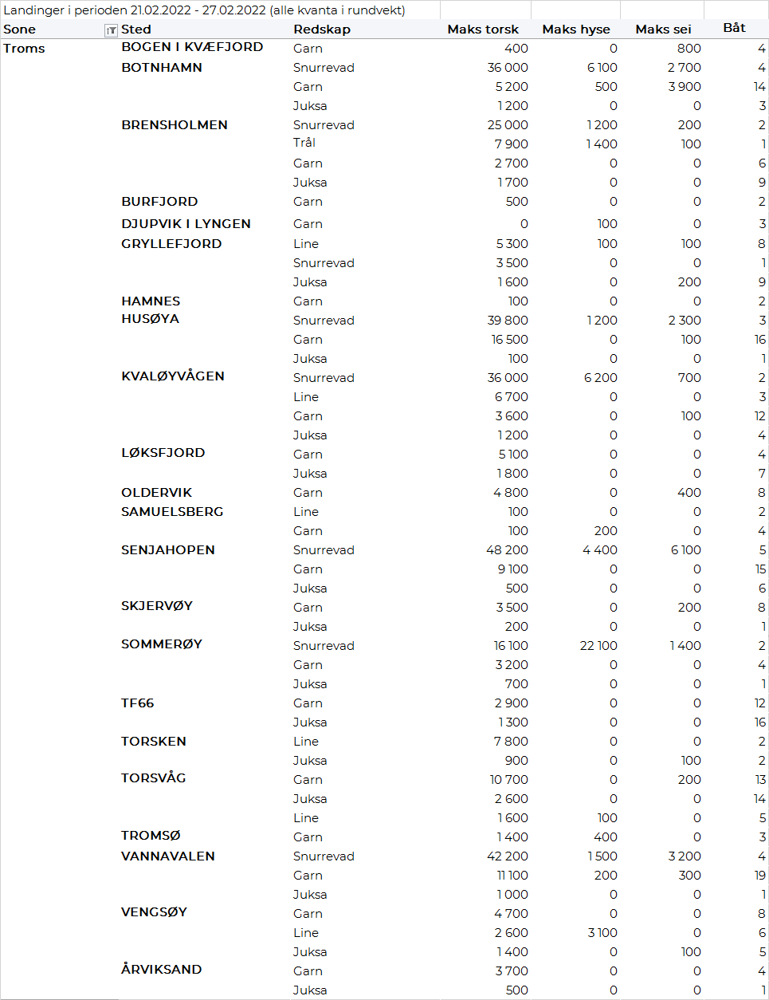 Landinger i perioden 21.02.2022 - 27.02.2022 (alle kvanta i rundvekt)
Sone Sted Redskap Maks torsk Maks hyse Maks sei Båt
Troms BOGEN I KVÆFJORD Garn 400 0 800 4
BOTNHAMN Snurrevad 36 000 6 100 2 700 4
Garn 5 200 500 3 900 14
Juksa 1 200 0 0 3
BRENSHOLMEN Snurrevad 25 000 1 200 200 2
Trål 7 900 1 400 100 1
Garn 2 700 0 0 6
Juksa 1 700 0 0 9
BURFJORD Garn 500 0 0 2
DJUPVIK I LYNGEN Garn 0 100 0 3
GRYLLEFJORD Line 5 300 100 100 8
Snurrevad 3 500 0 0 1
Juksa 1 600 0 200 9
HAMNES Garn 100 0 0 2
HUSØYA Snurrevad 39 800 1 200 2 300 3
Garn 16 500 0 100 16
Juksa 100 0 0 1
KVALØYVÅGEN Snurrevad 36 000 6 200 700 2
Line 6 700 0 0 3
Garn 3 600 0 100 12
Juksa 1 200 0 0 4
LØKSFJORD Garn 5 100 0 0 4
Juksa 1 800 0 0 7
OLDERVIK Garn 4 800 0 400 8
SAMUELSBERG Line 100 0 0 2
Garn 100 200 0 4
SENJAHOPEN Snurrevad 48 200 4 400 6 100 5
Garn 9 100 0 0 15
Juksa 500 0 0 6
SKJERVØY Garn 3 500 0 200 8
Juksa 200 0 0 1
SOMMERØY Snurrevad 16 100 22 100 1 400 2
Garn 3 200 0 0 4
Juksa 700 0 0 1
TF66 Garn 2 900 0 0 12
Juksa 1 300 0 0 16
TORSKEN Line 7 800 0 0 2
Juksa 900 0 100 2
TORSVÅG Garn 10 700 0 200 13
Juksa 2 600 0 0 14
Line 1 600 100 0 5
TROMSØ Garn 1 400 400 0 3
VANNAVALEN Snurrevad 42 200 1 500 3 200 4
Garn 11 100 200 300 19
Juksa 1 000 0 0 1
VENGSØY Garn 4 700 0 0 8
Line 2 600 3 100 0 6
Juksa 1 400 0 100 5
ÅRVIKSAND Garn 3 700 0 0 4
Juksa 500 0 0 1